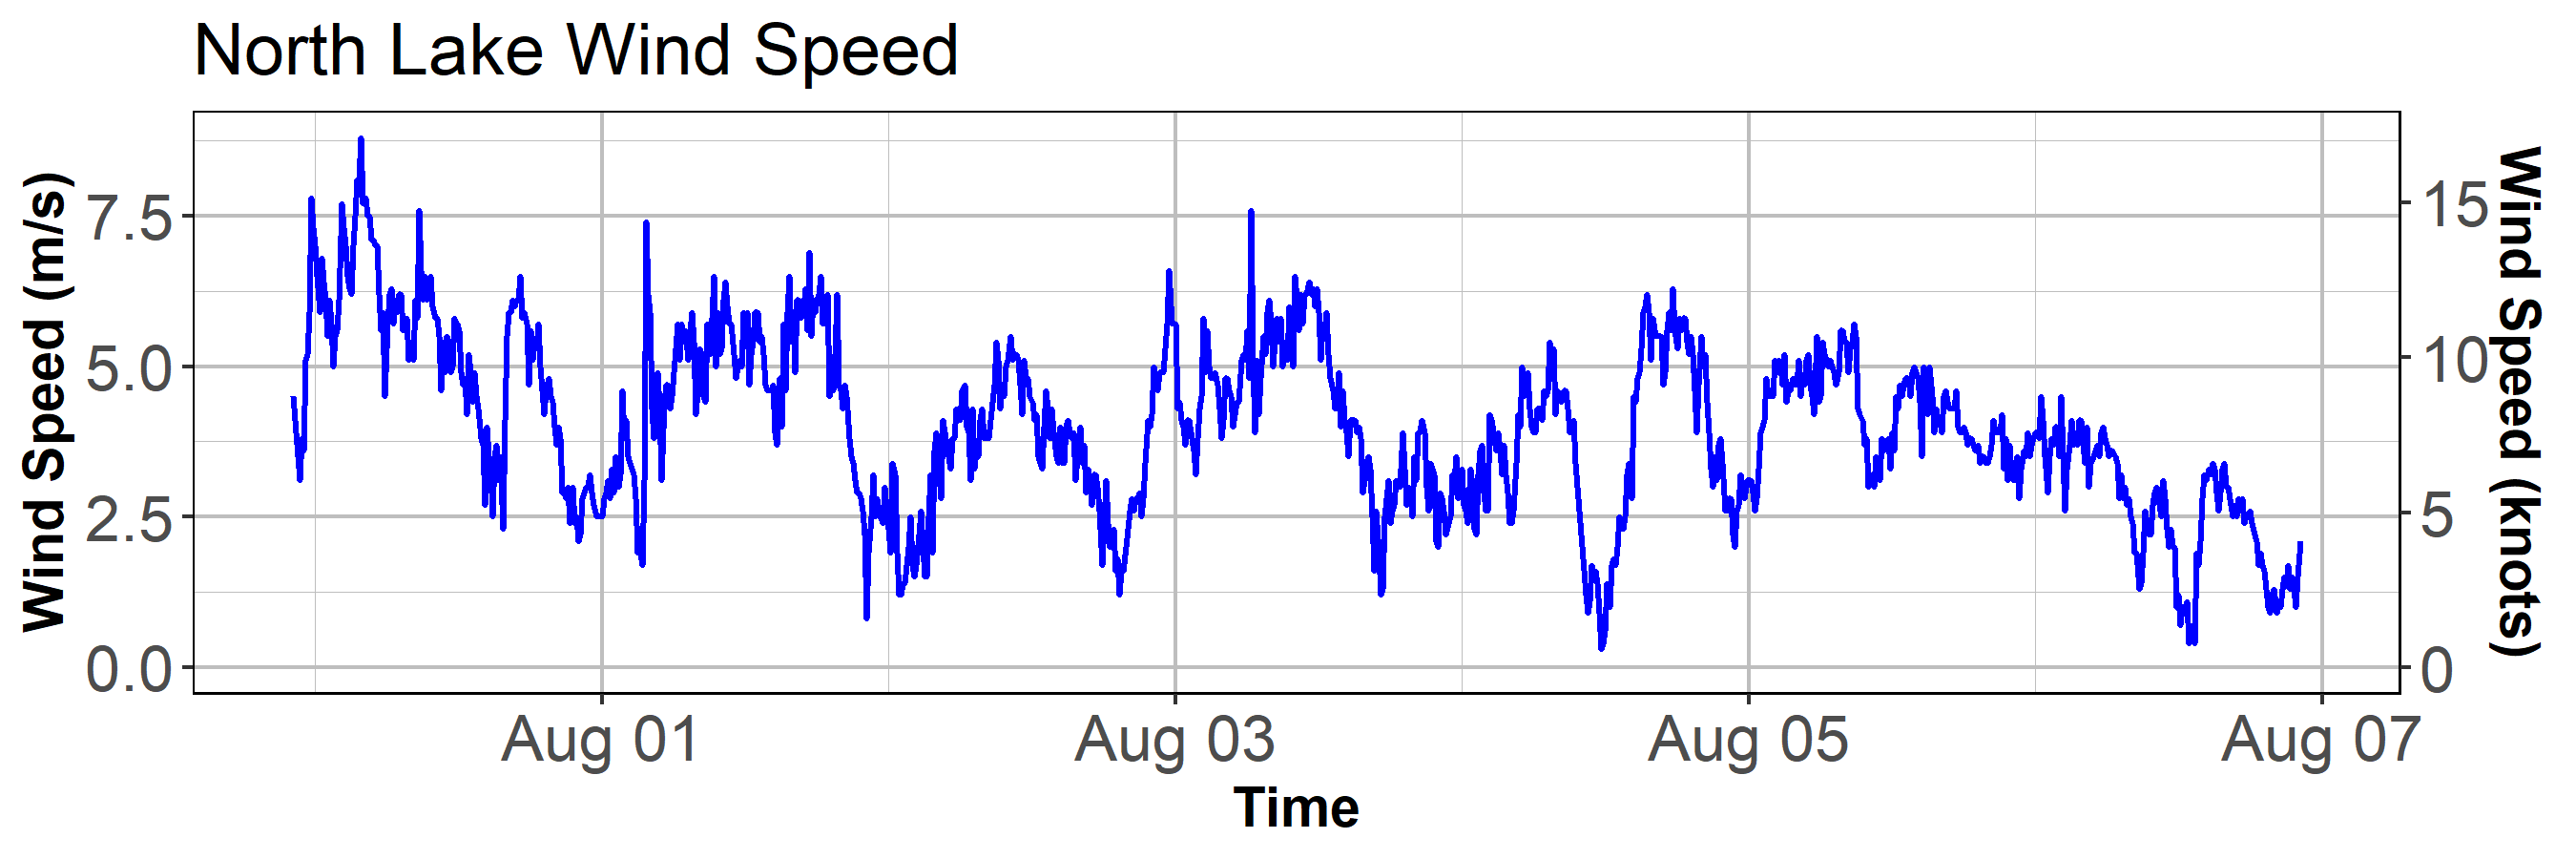 North Lake Wind Speed
Wind Speed (m/s)
7.5
5.0
2.5
0.0
15
10
5
0
Wind Speed (knots)
Aug 01
Aug 03
Aug 05
Aug 07
Time